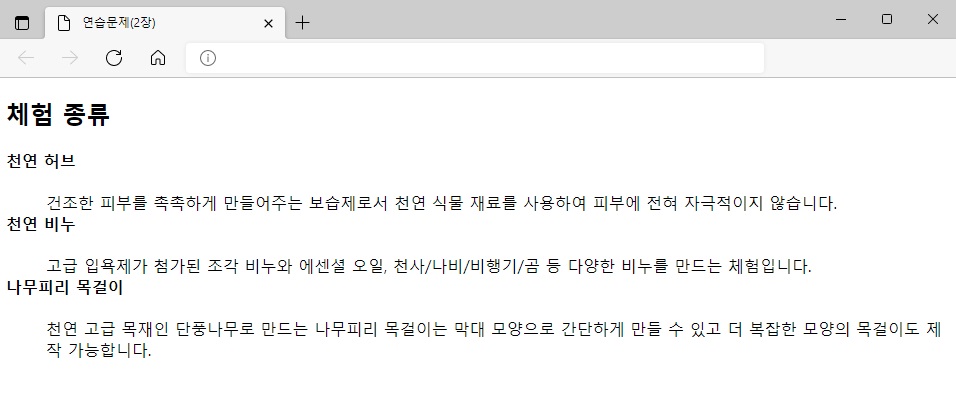 연습문제(2장)
체험 종류
천연 허브
건조한 피부를 촉촉하게 만들어주는 보습제로서 천연 식물 재료를 사용하여 피부에 전혀 자극적이지 않습니다.
천연 비누
고급 입욕제가 첨가된 조각 비누와 에센셜 오일, 천사/나비/비행기/곰 등 다양한 비누를 만드는 체험입니다.
나무피리 목걸이
천연 고급 목재인 단풍나무로 만드는 나무피리 목걸이는 막대 모양으로 간단하게 만들 수 있고 더 복잡한 모양의 목걸이도 제
작 가능합니다.